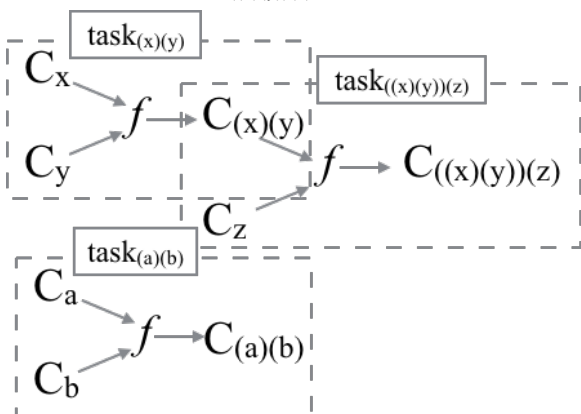 task(x)(y)
Cx
task((x)(y))(z)
f
C(x)(y)
Cy
f
C((x)(y))(z)
Cz
task(a)(b)
Ca
f
C(a)(b)
Cb